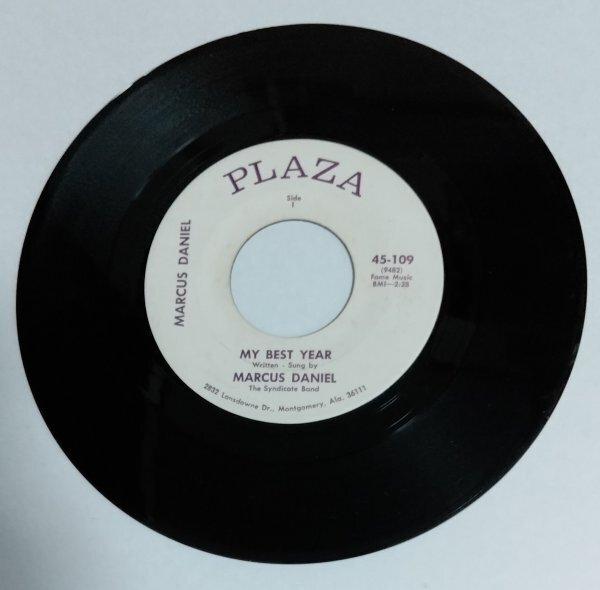 PLAZA
Side
1
MARCUS DANIEL
45-109
(9482)
Fame Music
BMI—2:28
MY BEST YEAR
Written - Sung by
MARCUS DANIEL
The Syndicate Band
2832 Lansdowne Dr., Montgomery, Ala. 36111